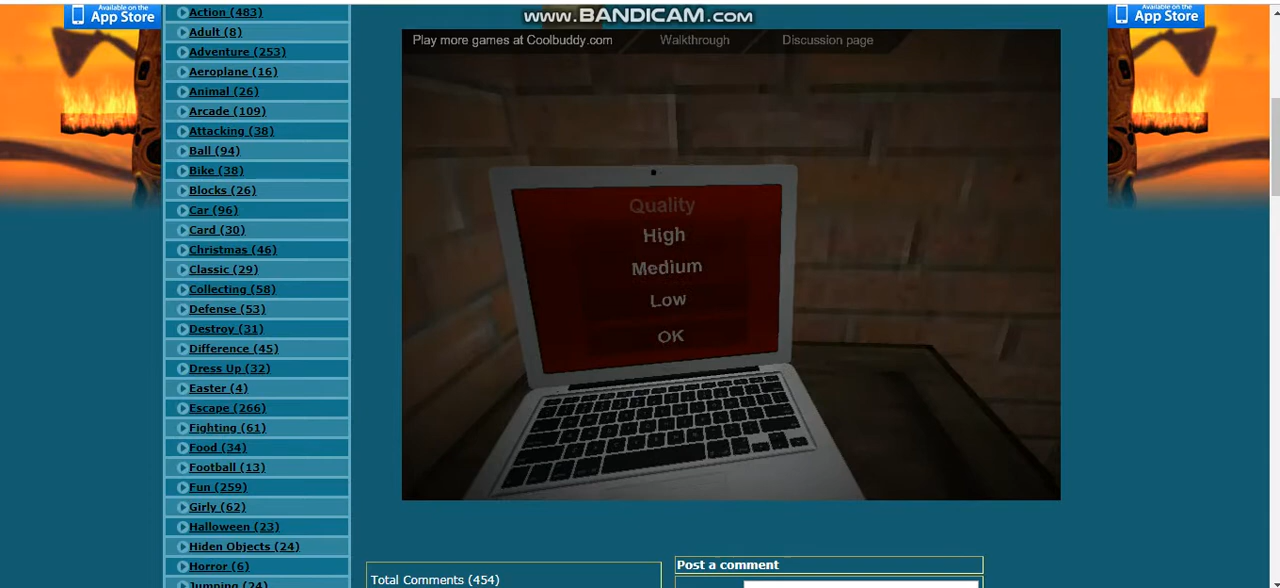 www.BANDICAM.com
Available on the
App Store
Available on the
App Store
Action (483)
Adult (8)
Adventure (253)
Aeroplane (16)
Animal (26)
Arcade (109)
Attacking (38)
Ball (94)
Bike (38)
Blocks (26)
Car (96)
Card (30)
Christmas (46)
Classic (29)
Collecting (58)
Defense (53)
Destroy (31)
Difference (45)
Dress Up (32)
Easter (4)
Escape (266)
Fighting (61)
Food (34)
Football (13)
Fun (259)
Girly (62)
Halloween (23)
Hiden Objects (24)
Horror (6)
Jumping (24)
Play more games at Coolbuddy.com Walkthrough Discussion page
Quality
High
Medium
Low
OK
Total Comments (454)
Post a comment